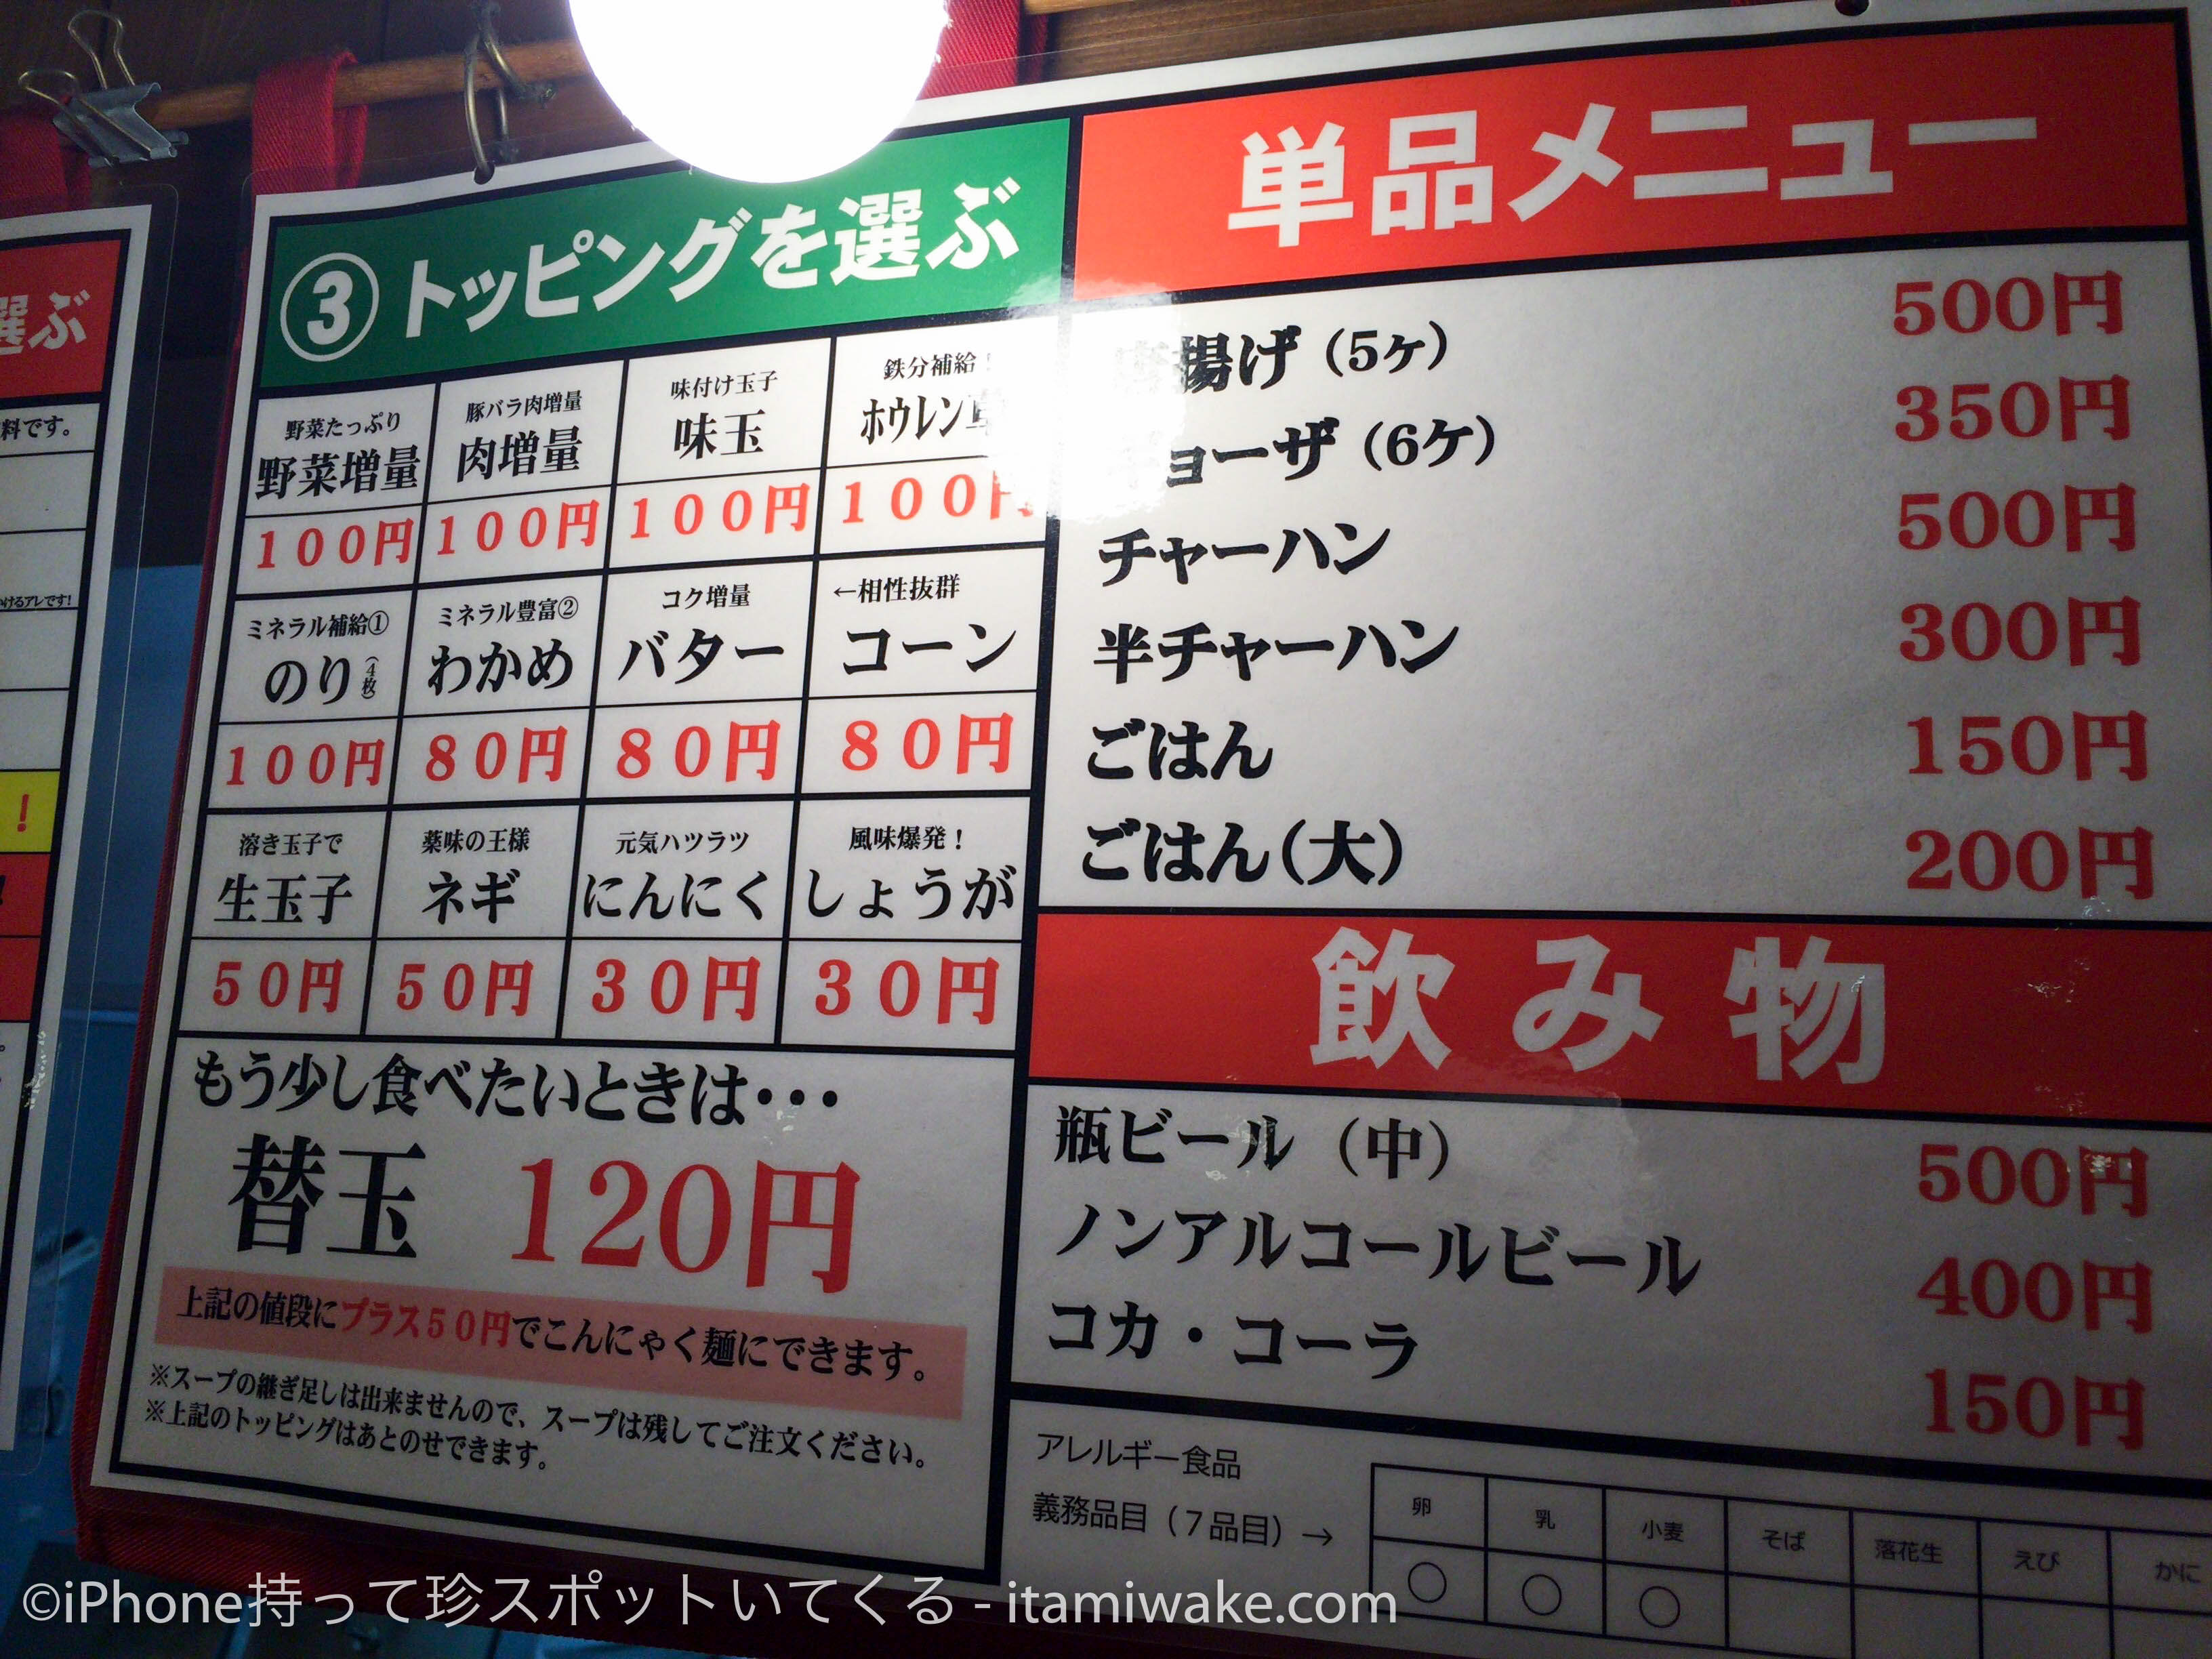 選ぶ
料です。
けるアレです!
!
③ トッピングを選ぶ
野菜たっぷり
野菜増量
100円
豚バラ肉増量
肉増量
100円
味付け玉子
味玉
100円
鉄分補給！
ホウレン草
100円
ミネラル補給①
のり（4枚）
100円
ミネラル豊富②
わかめ
80円
コク増量
バター
80円
←相性抜群
コーン
80円
溶き玉子で
生玉子
50円
薬味の王様
ネギ
50円
元気ハツラツ
にんにく
30円
風味爆発！
しょうが
30円
もう少し食べたいときは・・・
替玉 120円
上記の値段にプラス50円でこんにゃく麺にできます。
※スープの継ぎ足しは出来ませんので、スープは残してご注文ください。
※上記のトッピングはあとのせできます。
単品メニュー
揚げ（5ヶ） 500円
ョーザ（6ケ） 350円
チャーハン 500円
半チャーハン 300円
ごはん 150円
ごはん（大） 200円
飲み物
瓶ビール（中） 500円
ノンアルコールビール 400円
コカ・コーラ 150円
アレルギー食品
義務品目（7品目）→
卵 乳 小麦 そば 落花生 えび かに
○ ○ ○
©iPhone持って珍スポットいてくる - itamiwake.com